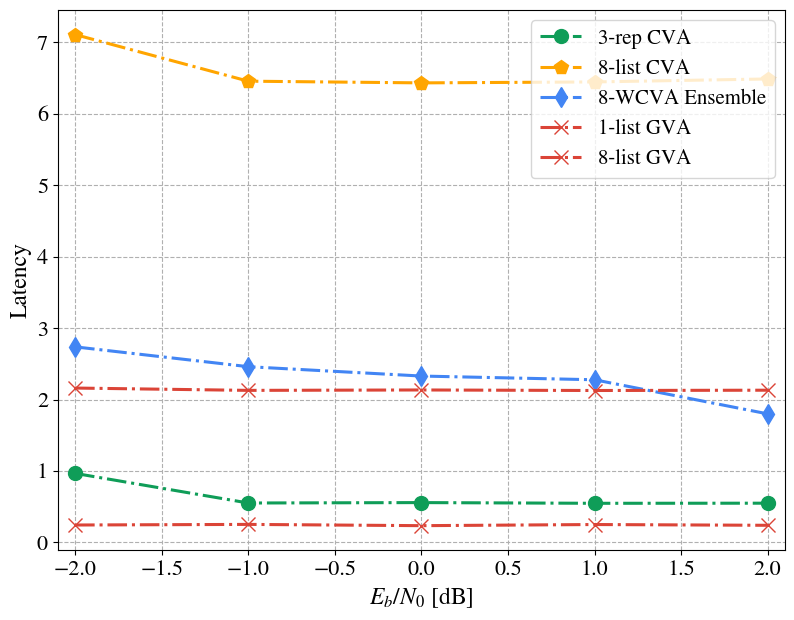 3-rep CVA
8-list CVA
8-WCVA Ensemble
1-list GVA
8-list GVA
7
6
5
4
3
2
1
0
Latency
−2.0 −1.5 −1.0 −0.5 0.0 0.5 1.0 1.5 2.0
E_b/N_0 [dB]